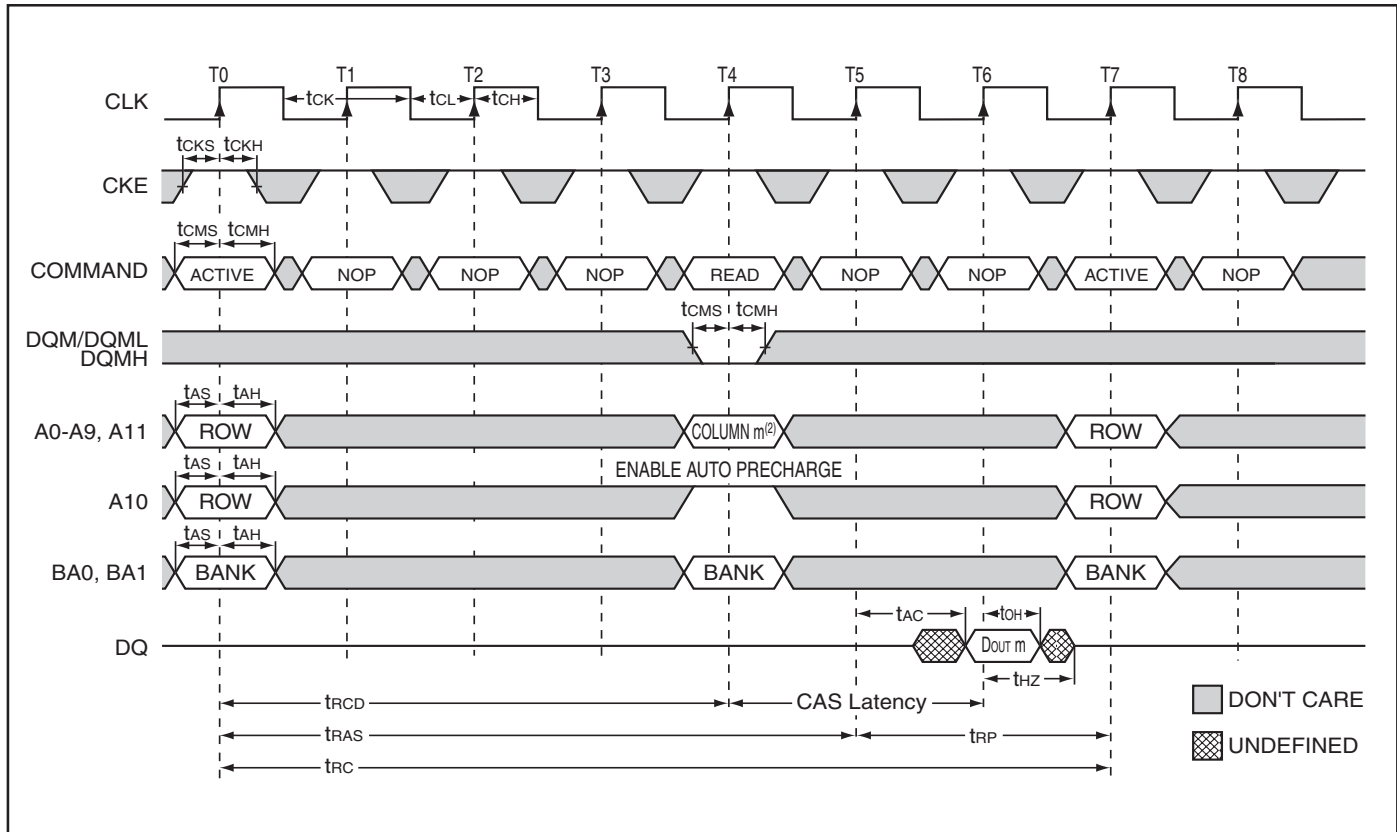 T0 T1 T2 T3 T4 T5 T6 T7 T8
CLK
tCK tCL tCH
tCKS tCKH
CKE
tCMS tCMH
COMMAND ACTIVE NOP NOP NOP READ NOP NOP ACTIVE NOP
tCMS tCMH
DQM/DQML
DQMH
tAS tAH
A0-A9, A11 ROW COLUMN m(2) ROW
tAS tAH ENABLE AUTO PRECHARGE
A10 ROW ROW
tAS tAH
BA0, BA1 BANK BANK BANK
tAC tOH
DQ DOUT m
tHZ
tRCD CAS Latency
DON'T CARE
tRAS tRP
UNDEFINED
tRC